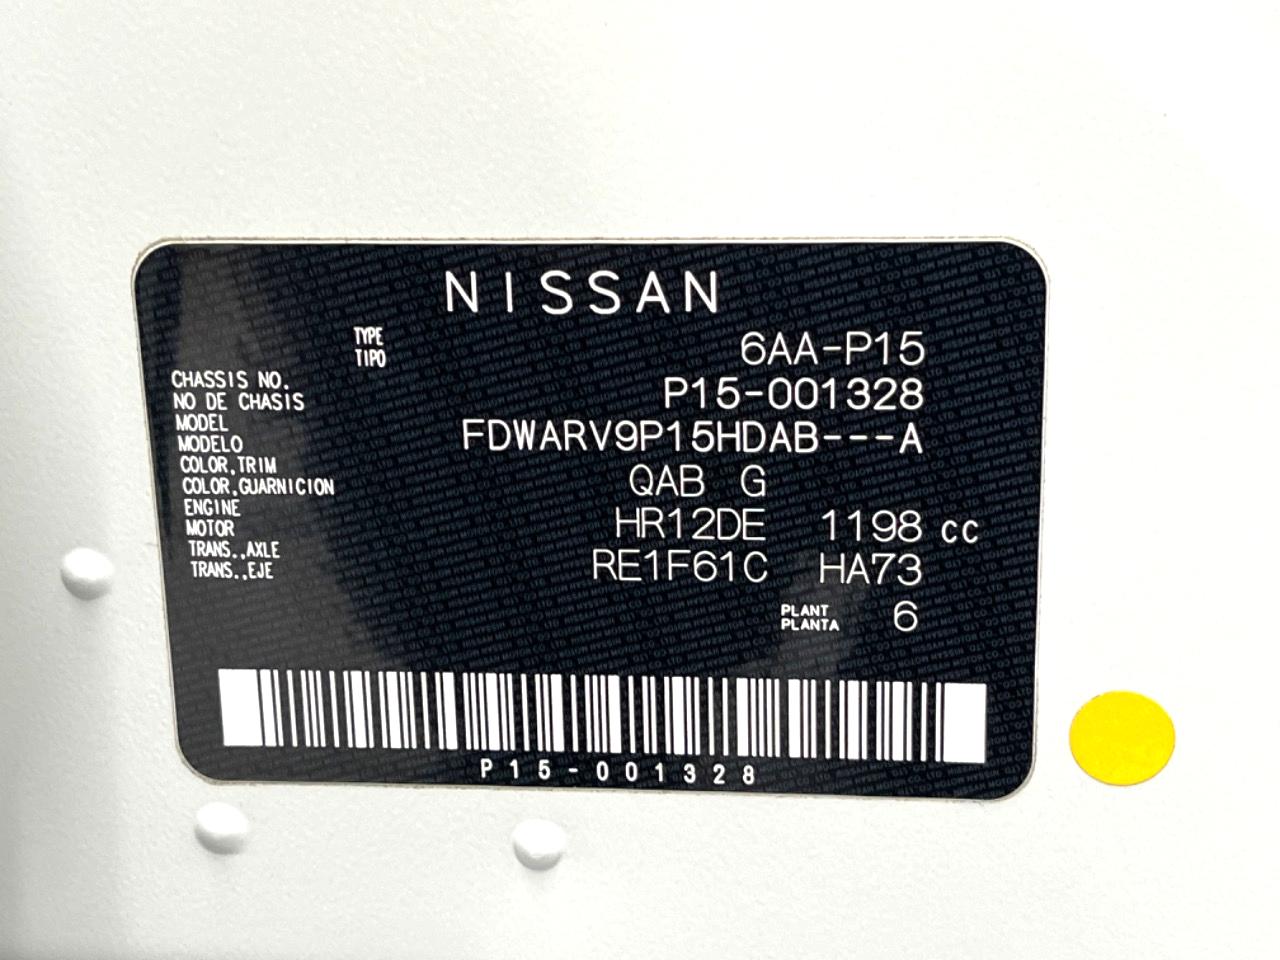 NISSAN
TYPE
TIPO
6AA-P15
CHASSIS NO.
NO DE CHASIS
P15-001328
MODEL
MODELO
FDWARV9P15HDAB---A
COLOR,TRIM
COLOR,GUARNICION
QAB G
ENGINE
MOTOR
HR12DE 1198 cc
TRANS.,AXLE
TRANS.,EJE
RE1F61C HA73
PLANT
PLANTA
6
P15-001328